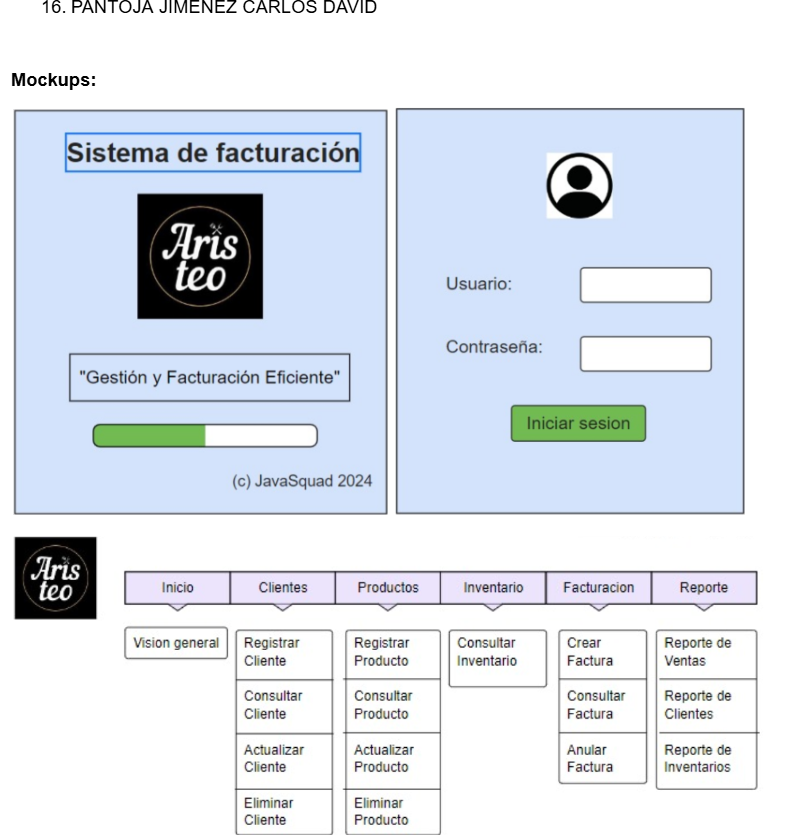 16. PANTOJA JIMENEZ CARLOS DAVID
Mockups:
Sistema de facturación
Aris
teo
"Gestión y Facturación Eficiente"
(c) JavaSquad 2024
Usuario:
Contraseña:
Iniciar sesion
Aris
teo
Inicio
Clientes
Productos
Inventario
Facturacion
Reporte
Vision general
Registrar
Cliente
Consultar
Cliente
Actualizar
Cliente
Eliminar
Cliente
Registrar
Producto
Consultar
Producto
Actualizar
Producto
Eliminar
Producto
Consultar
Inventario
Crear
Factura
Consultar
Factura
Anular
Factura
Reporte de
Ventas
Reporte de
Clientes
Reporte de
Inventarios